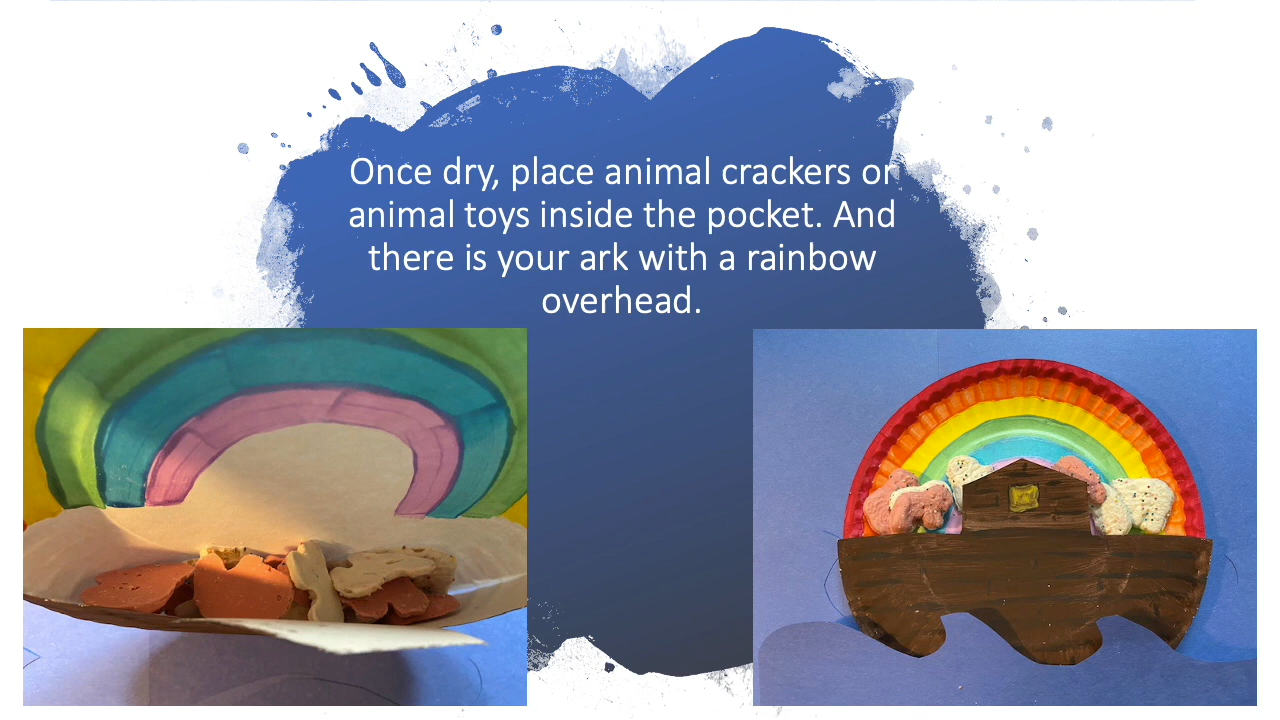 Once dry, place animal crackers or
animal toys inside the pocket. And
there is your ark with a rainbow
overhead.